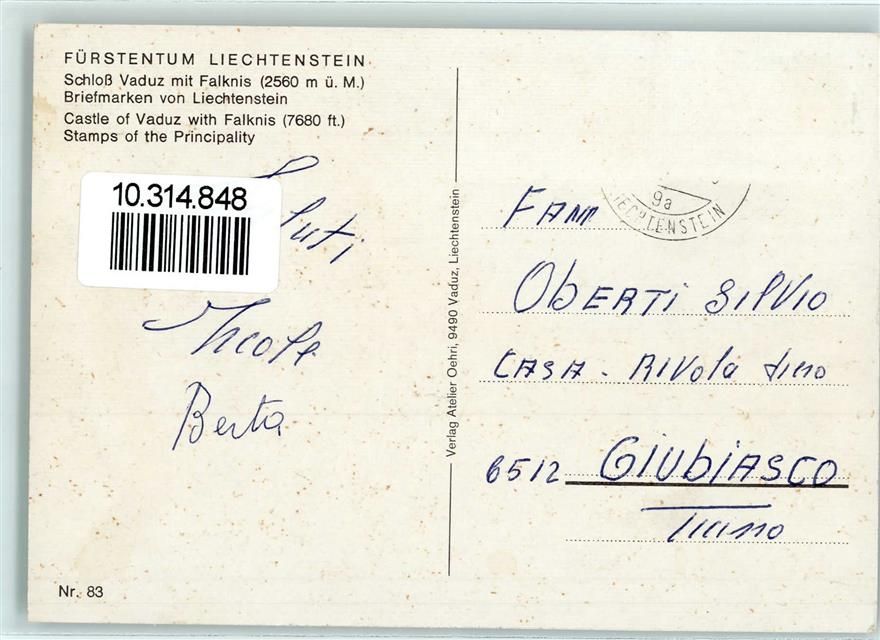 FÜRSTENTUM LIECHTENSTEIN
Schloß Vaduz mit Falknis (2560 m ü. M.)
Briefmarken von Liechtenstein
Castle of Vaduz with Falknis (7680 ft.)
Stamps of the Principality
10.314.848
Saluti
Nicole
Berta
Nr. 83
Verlag Atelier Oehri, 9490 Vaduz, Liechtenstein
9a
LIECHTENSTEIN
FAM
OBERTi SilViO
CASA - RIVOla
6512 GiUBiASCO
Ticino